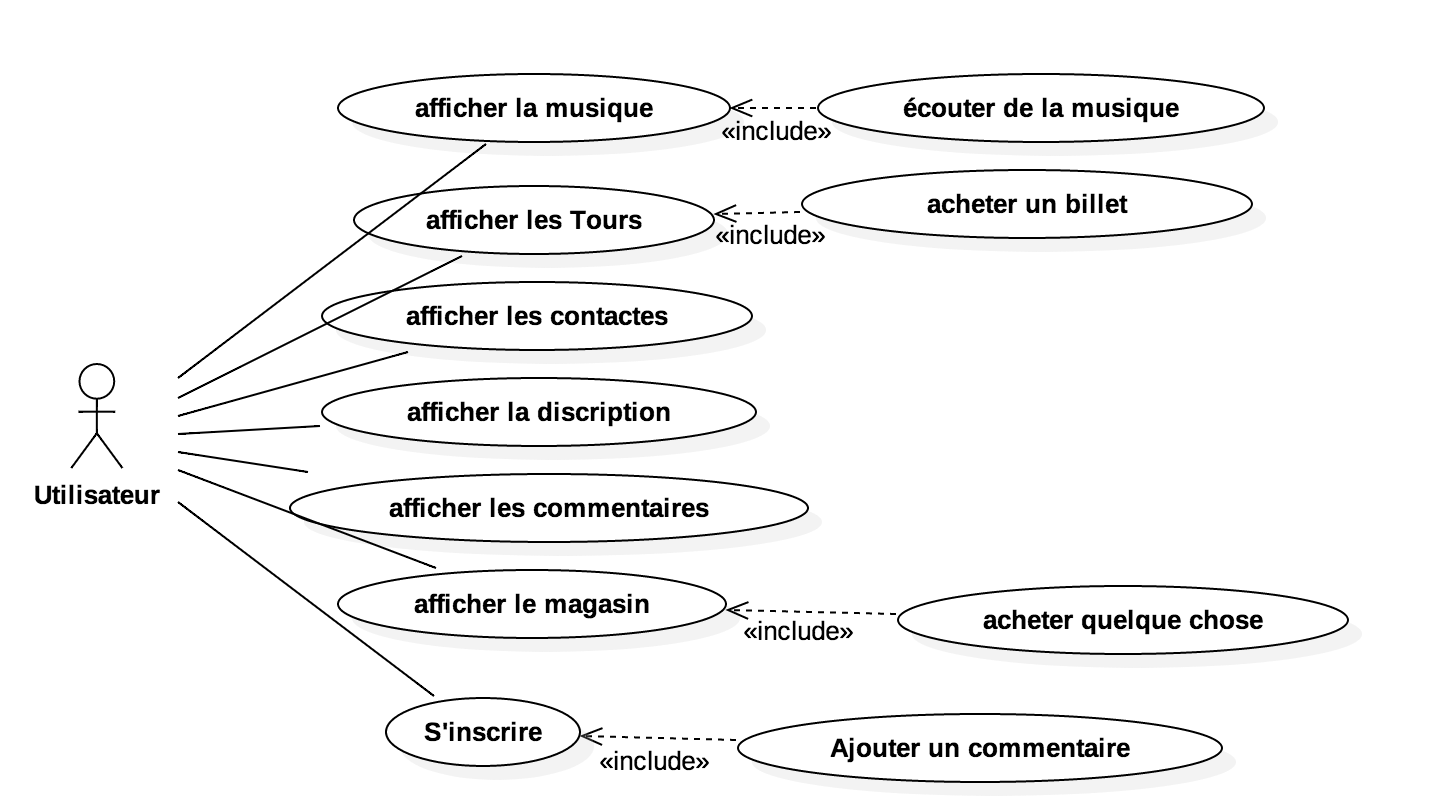 afficher la musique
«include»
écouter de la musique
afficher les Tours
«include»
acheter un billet
afficher les contactes
afficher la discription
Utilisateur
afficher les commentaires
afficher le magasin
«include»
acheter quelque chose
S'inscrire
«include»
Ajouter un commentaire